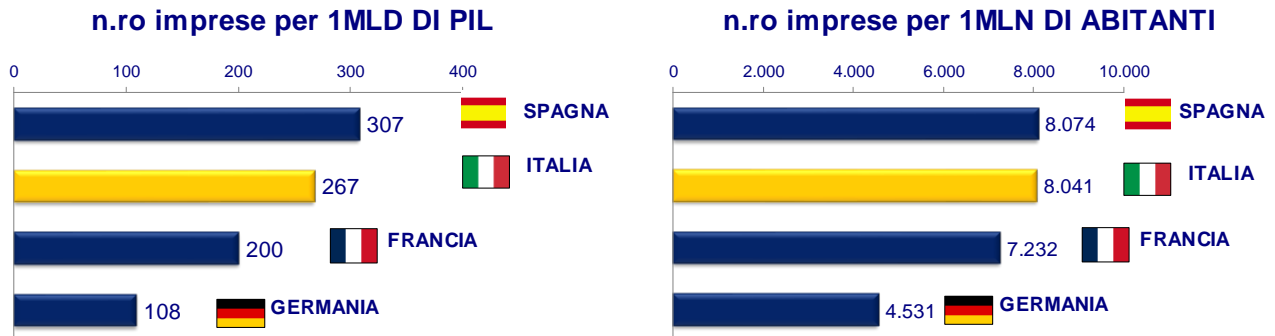 n.ro imprese per 1MLD DI PIL
0 100 200 300 400
307 SPAGNA
267 ITALIA
200 FRANCIA
108 GERMANIA
n.ro imprese per 1MLN DI ABITANTI
0 2.000 4.000 6.000 8.000 10.000
8.074 SPAGNA
8.041 ITALIA
7.232 FRANCIA
4.531 GERMANIA